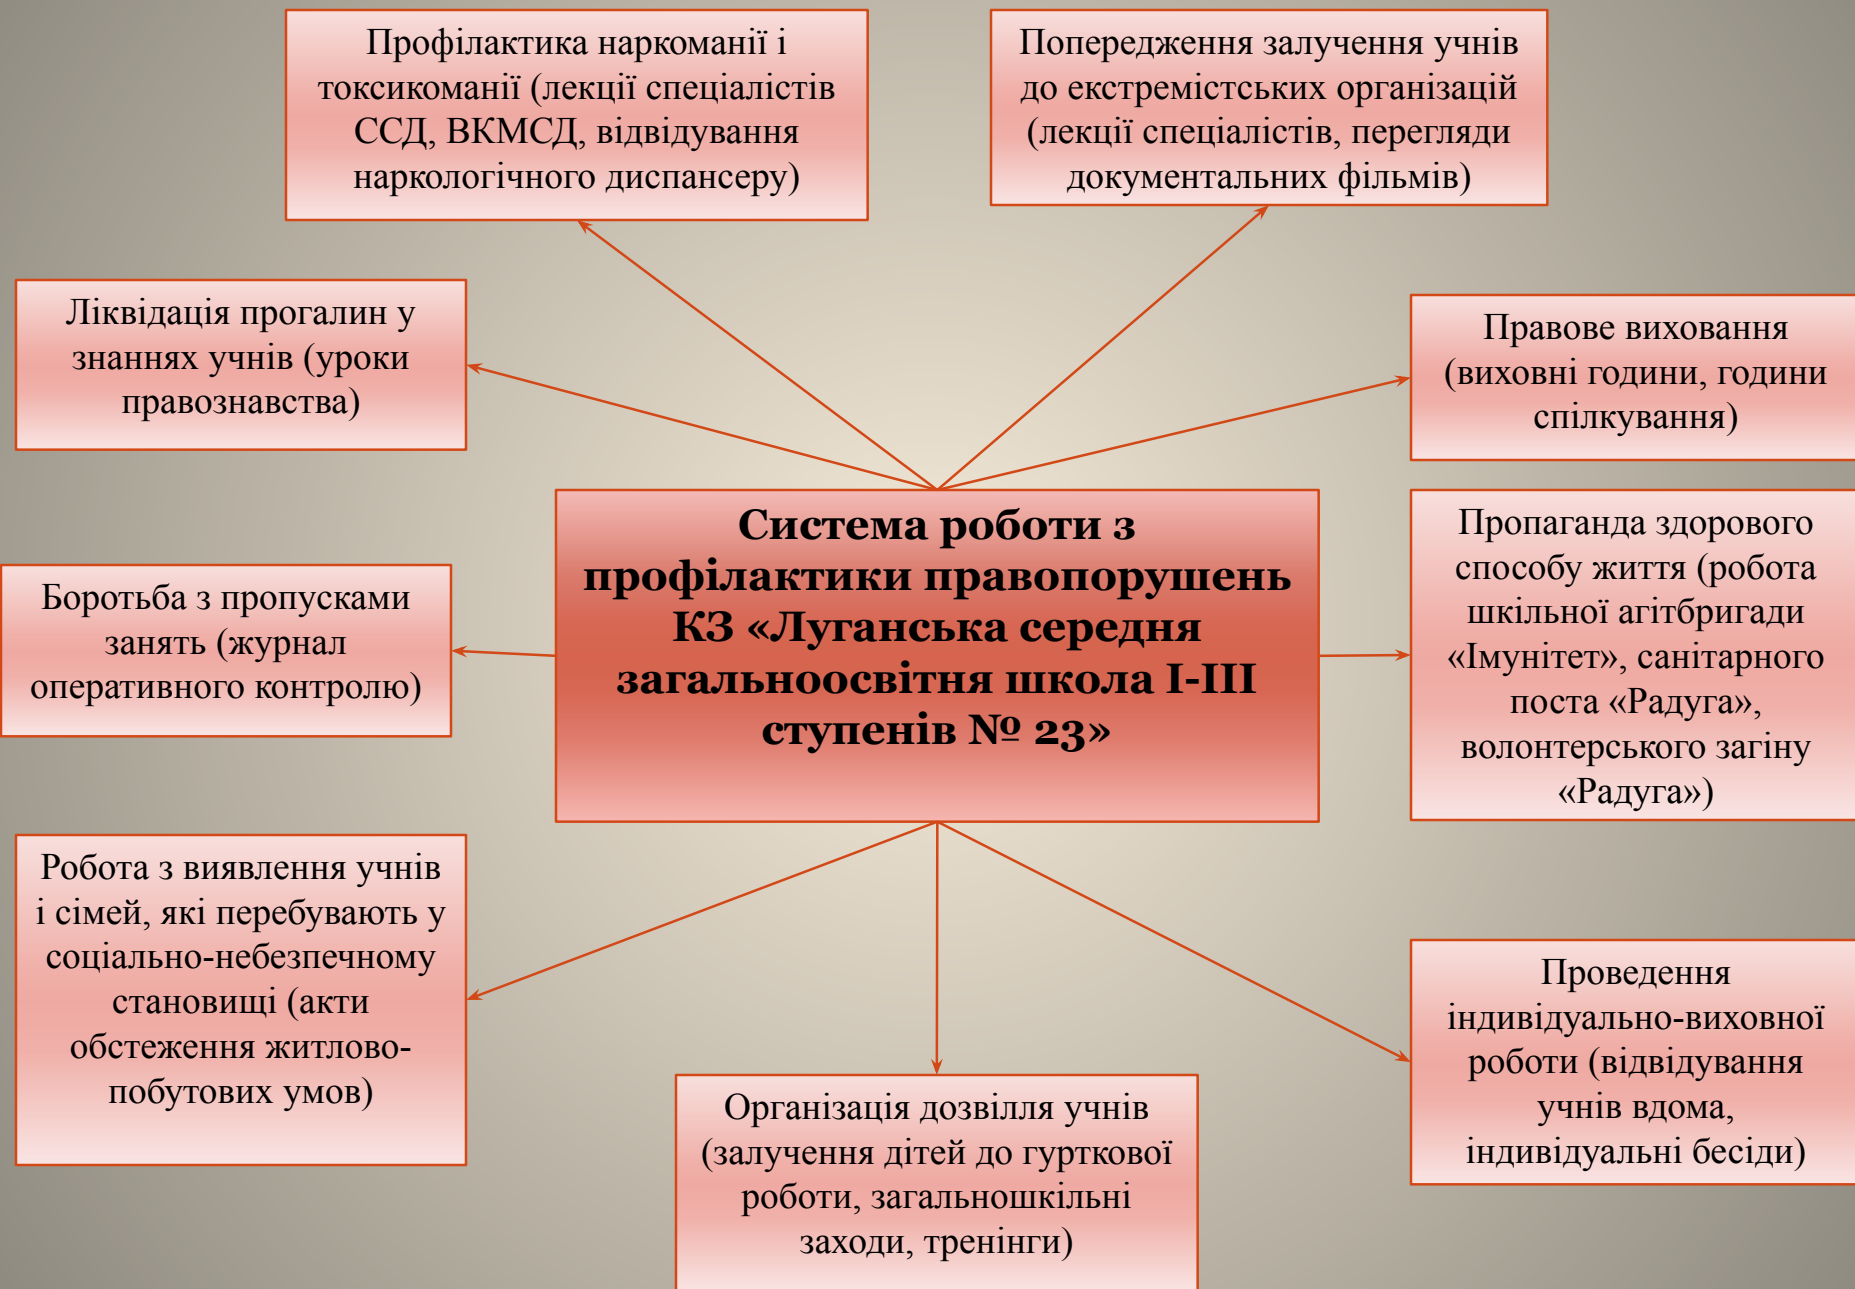 Профілактика наркоманії і
токсикоманії (лекції спеціалістів
ССД, ВКМСД, відвідування
наркологічного диспансеру)
Попередження залучення учнів
до екстремістських організацій
(лекції спеціалістів, перегляди
документальних фільмів)
Ліквідація прогалин у
знаннях учнів (уроки
правознавства)
Правове виховання
(виховні години, години
спілкування)
Система роботи з
профілактики правопорушень
КЗ «Луганська середня
загальноосвітня школа І-ІІІ
ступенів № 23»
Пропаганда здорового
способу життя (робота
шкільної агітбригади
«Імунітет», санітарного
поста «Радуга»,
волонтерського загіну
«Радуга»)
Боротьба з пропусками
занять (журнал
оперативного контролю)
Робота з виявлення учнів
і сімей, які перебувають у
соціально-небезпечному
становищі (акти
обстеження житлово-
побутових умов)
Проведення
індивідуально-виховної
роботи (відвідування
учнів вдома,
індивідуальні бесіди)
Організація дозвілля учнів
(залучення дітей до гурткової
роботи, загальношкільні
заходи, тренінги)